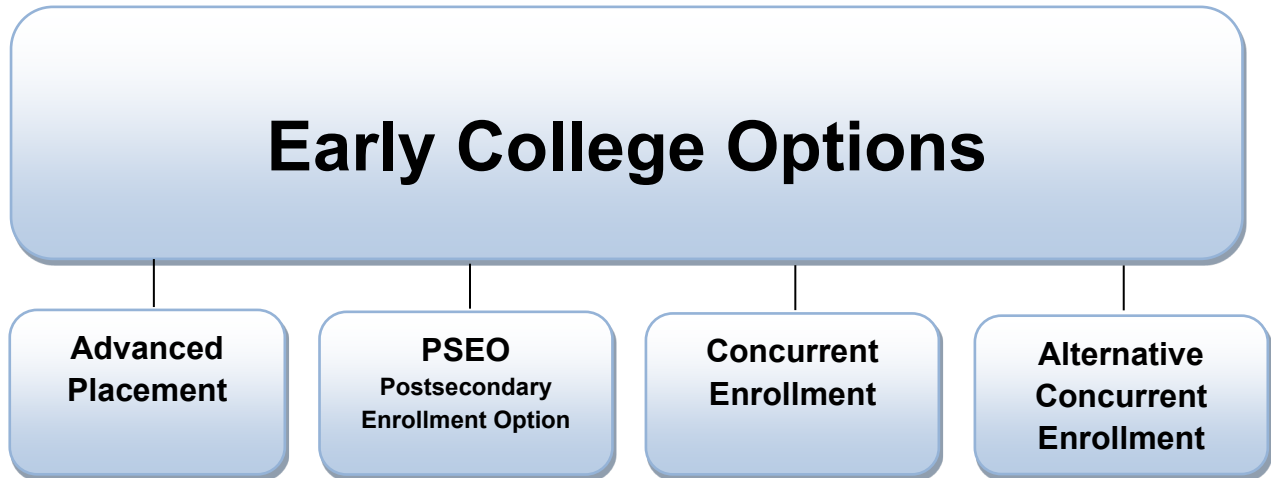 Early College Options
Advanced
Placement
PSEO
Postsecondary
Enrollment Option
Concurrent
Enrollment
Alternative
Concurrent
Enrollment